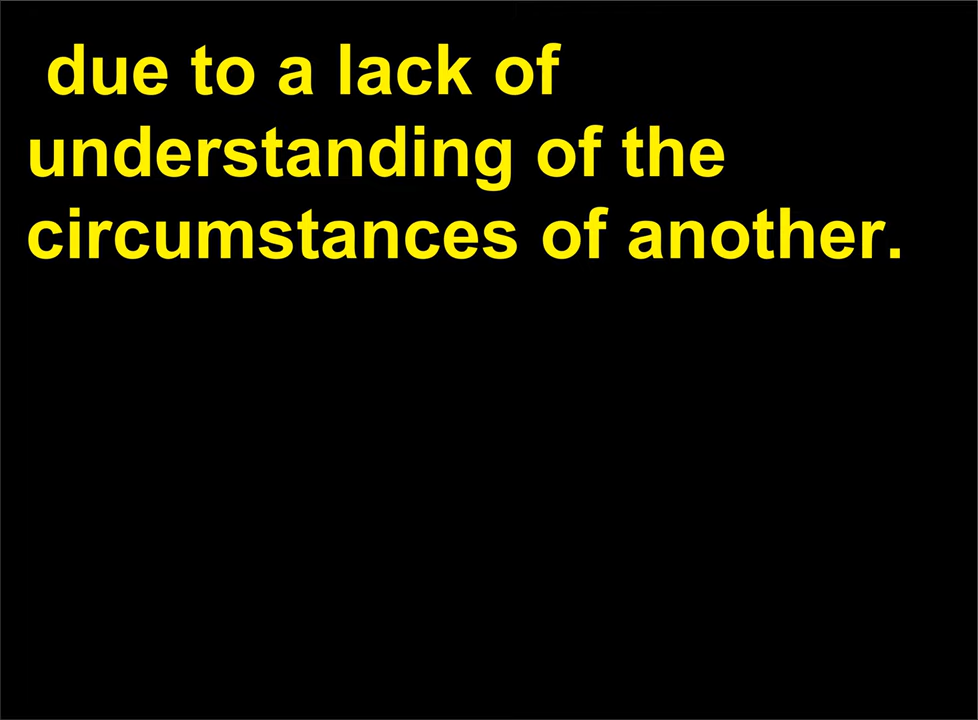 due to a lack of
understanding of the
circumstances of another.